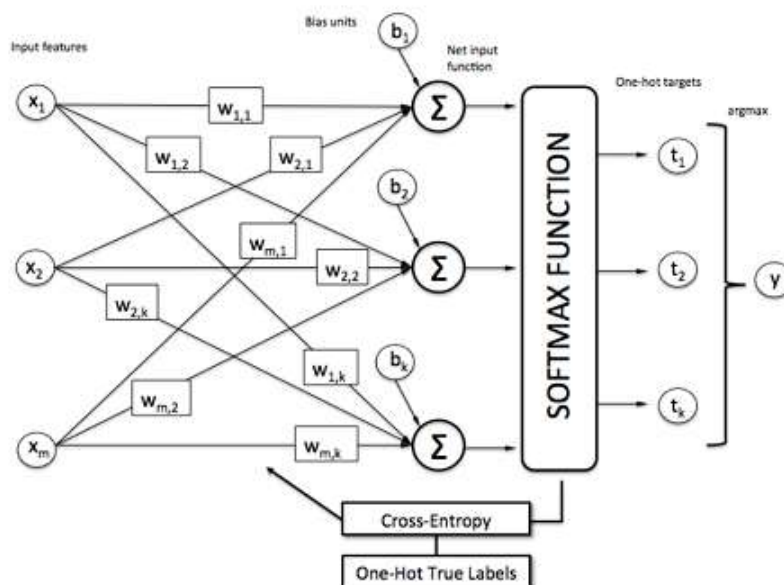 Bias units
b1
Input features
Net input
function
One-hot targets
argmax
x1
w1,1
Σ
w1,2
w2,1
t1
b2
x2
wm,1
w2,2
Σ
SOFTMAX FUNCTION
t2
y
w2,k
bk
w1,k
wm,2
tk
xm
wm,k
Σ
Cross-Entropy
One-Hot True Labels